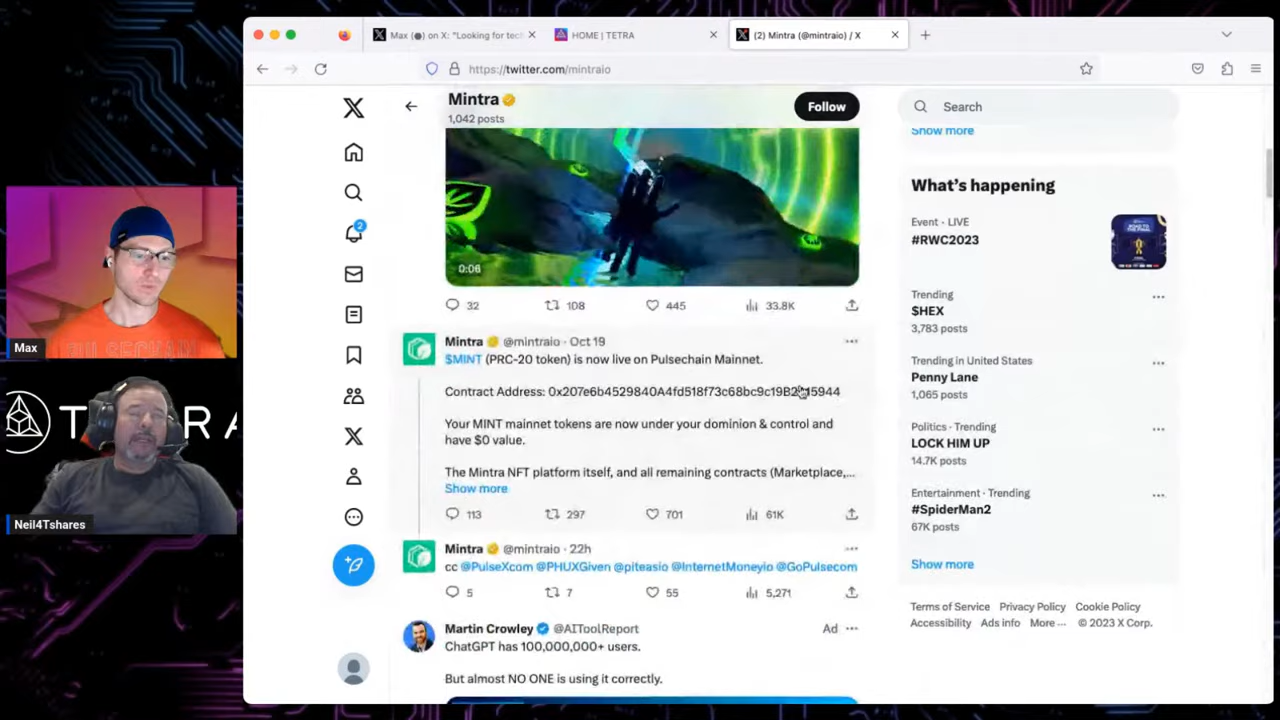 Max (●) on X: "Looking for tech
HOME | TETRA
(2) Mintra (@mintraio) / X
https://twitter.com/mintraio
Mintra
1,042 posts
Follow
Search
Show more
0:06
32 108 445 33.8K
Mintra @mintraio · Oct 19
$MINT (PRC-20 token) is now live on Pulsechain Mainnet.
Your MINT mainnet tokens are now under your dominion & control and
have $0 value.
The Mintra NFT platform itself, and all remaining contracts (Marketplace,...
Show more
113 297 701 61K
Mintra @mintraio · 22h
cc @PulseXcom @PHUXGiven @piteasio @InternetMoneyio @GoPulsecom
5 7 55 5,271
Martin Crowley @AIToolReport
Ad
ChatGPT has 100,000,000+ users.
But almost NO ONE is using it correctly.
What's happening
Event · LIVE
#RWC2023
Trending
$HEX
3,783 posts
Trending in United States
Penny Lane
1,065 posts
Politics · Trending
LOCK HIM UP
14.7K posts
Entertainment · Trending
#SpiderMan2
67K posts
Show more
Terms of Service Privacy Policy Cookie Policy
Accessibility Ads info More ··· © 2023 X Corp.
2
Max
Neil4Tshares